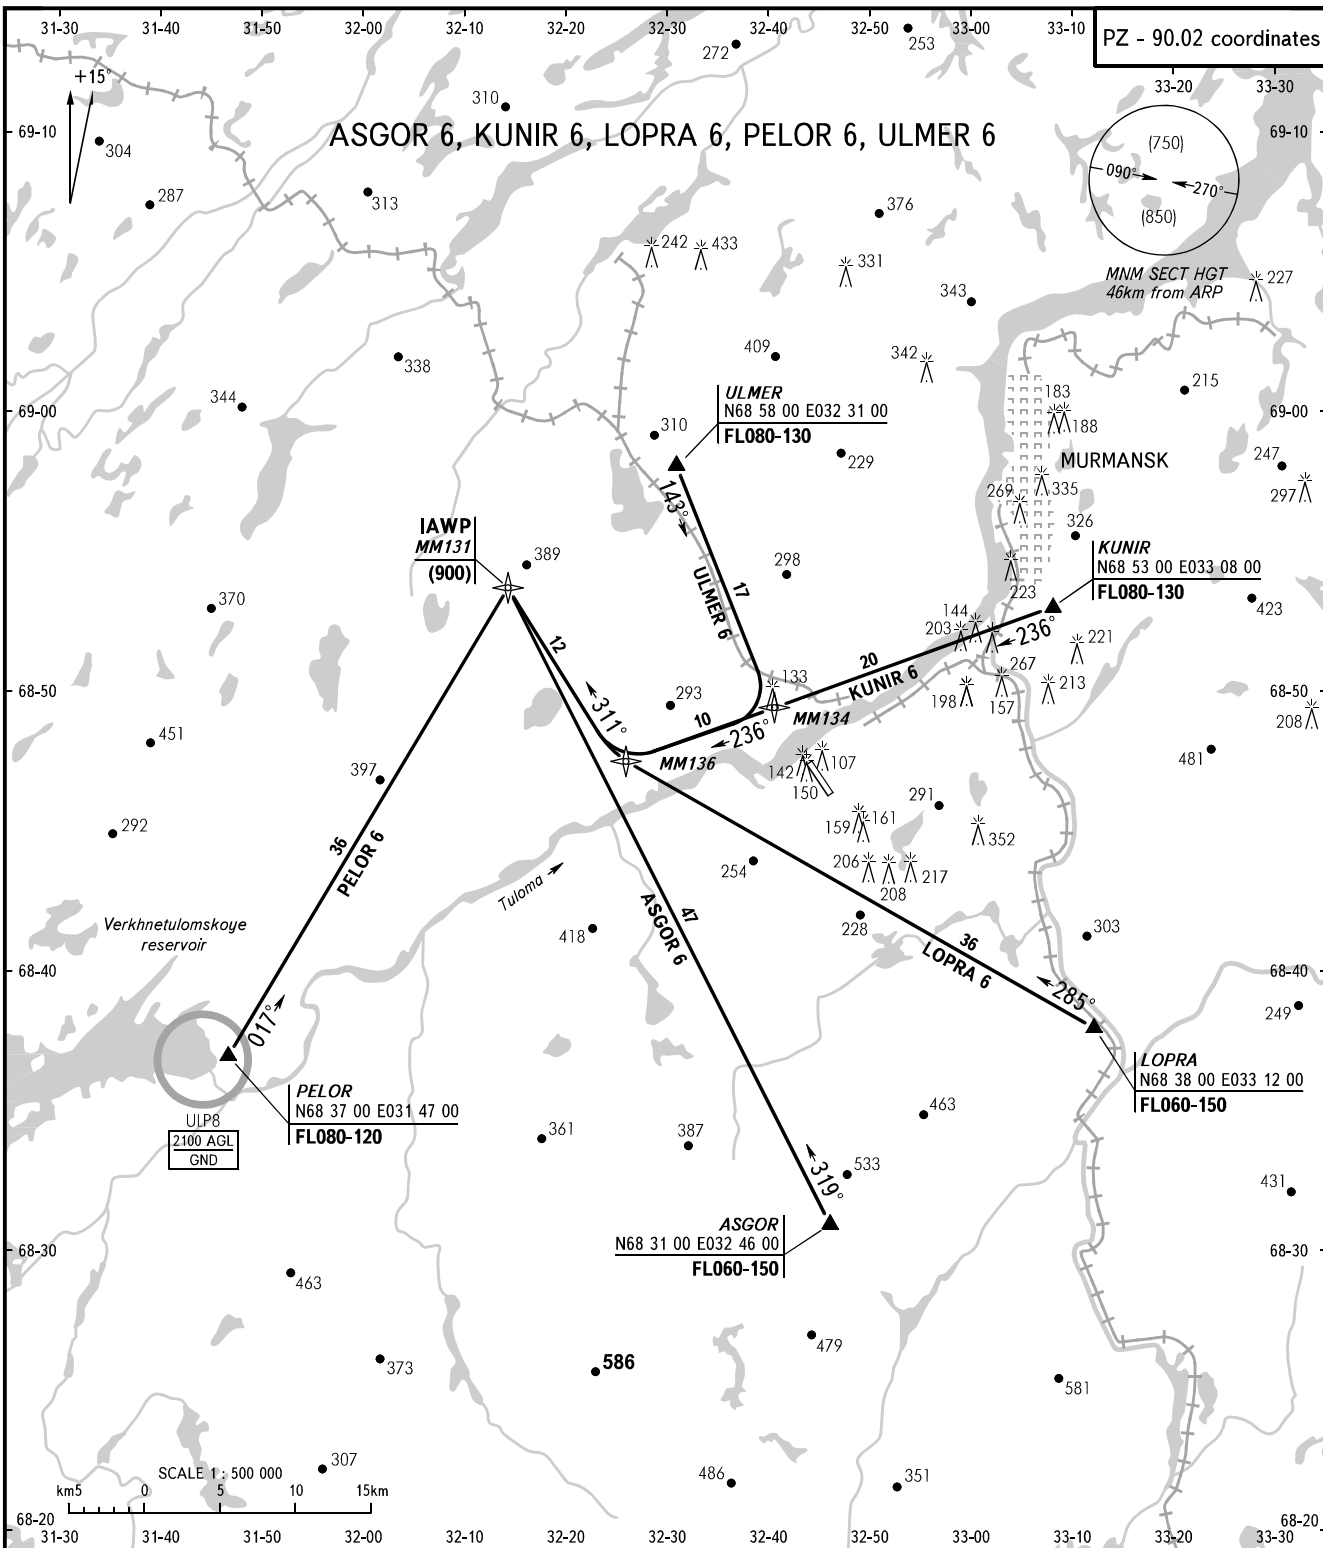 31-30 31-40 31-50 32-00 32-10 32-20 32-30 32-40 32-50 33-00 33-10
PZ - 90.02 coordinates
33-20 33-30
253
272
+15°
310
69-10
ASGOR 6, KUNIR 6, LOPRA 6, PELOR 6, ULMER 6
69-10
304
(750)
090°
270°
(850)
287
313
376
242
433
331
MNM SECT HGT
46km from ARP
227
343
409
342
338
215
344
ULMER
N68 58 00 E032 31 00
FL080-130
183
188
69-00
69-00
310
229
MURMANSK
247
297
335
269
143°
326
IAWP
MM131
(900)
389
298
KUNIR
N68 53 00 E033 08 00
FL080-130
223
370
423
ULMER 6
17
144
203
236°
221
12
20
KUNIR 6
267
157
198
213
133
293
68-50
68-50
311°
10
236°
MM134
208
451
MM136
481
142
107
150
397
292
291
159
161
352
36
PELOR 6
254
206
208
217
Tuloma
47
ASGOR 6
228
Verkhnetulomskoye
reservoir
418
303
36
LOPRA 6
68-40
68-40
285°
249
017°
LOPRA
N68 38 00 E033 12 00
FL060-150
PELOR
N68 37 00 E031 47 00
FL080-120
ULP8
2100 AGL
GND
463
361
387
533
319°
431
ASGOR
N68 31 00 E032 46 00
FL060-150
68-30
68-30
463
479
373
586
581
307
SCALE 1 : 500 000
km5 0 5 10 15km
486
351
68-20
68-20
31-30 31-40 31-50 32-00 32-10 32-20 32-30 32-40 32-50 33-00 33-10 33-20 33-30